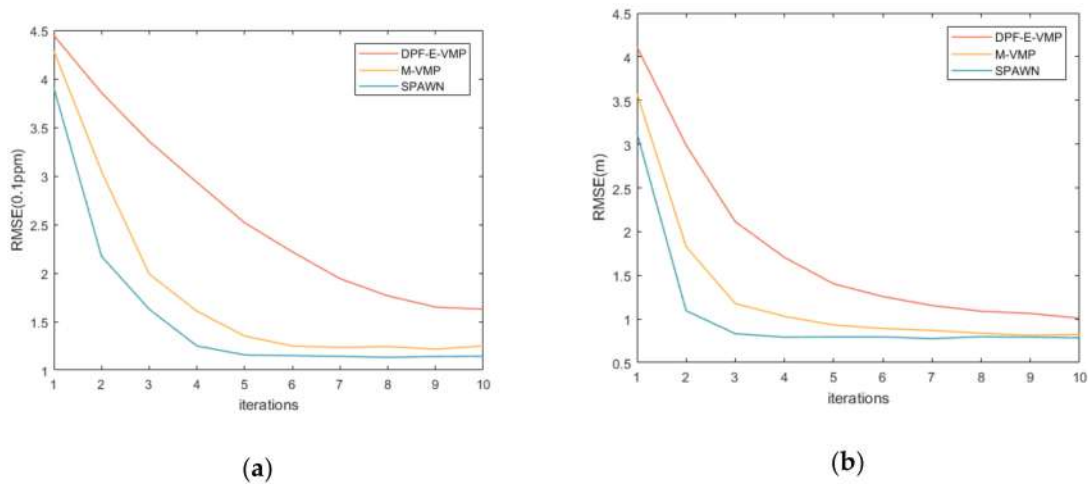 4.5
4
3.5
3
2.5
2
1.5
1
RMSE(0.1ppm)
1 2 3 4 5 6 7 8 9 10
iterations
DPF-E-VMP
M-VMP
SPAWN
(a)
4.5
4
3.5
3
2.5
2
1.5
1
0.5
RMSE(m)
1 2 3 4 5 6 7 8 9 10
iterations
DPF-E-VMP
M-VMP
SPAWN
(b)